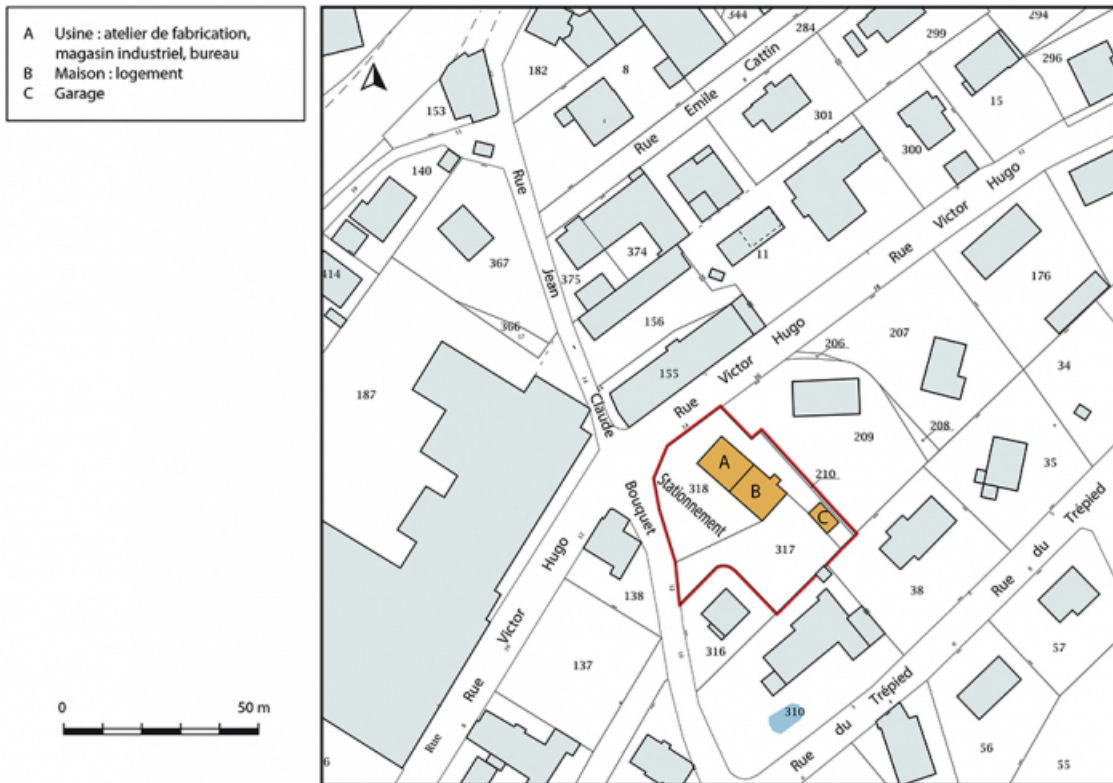 A Usine : atelier de fabrication,
magasin industriel, bureau
B Maison : logement
C Garage
0 50 m
344
284
294
299
296
182
8
Rue Emile Cattin
153
301
15
300
140
Rue Jean Claude Bouquet
Rue Victor Hugo
367
374
11
414
375
176
366
156
206
207
34
155
Rue Victor Hugo
187
208
209
35
A
B
C
210
318
Stationnement
317
Rue du Trépied
138
38
Rue Victor Hugo
316
57
137
310
Rue
Rue du Trépied
56
55
6